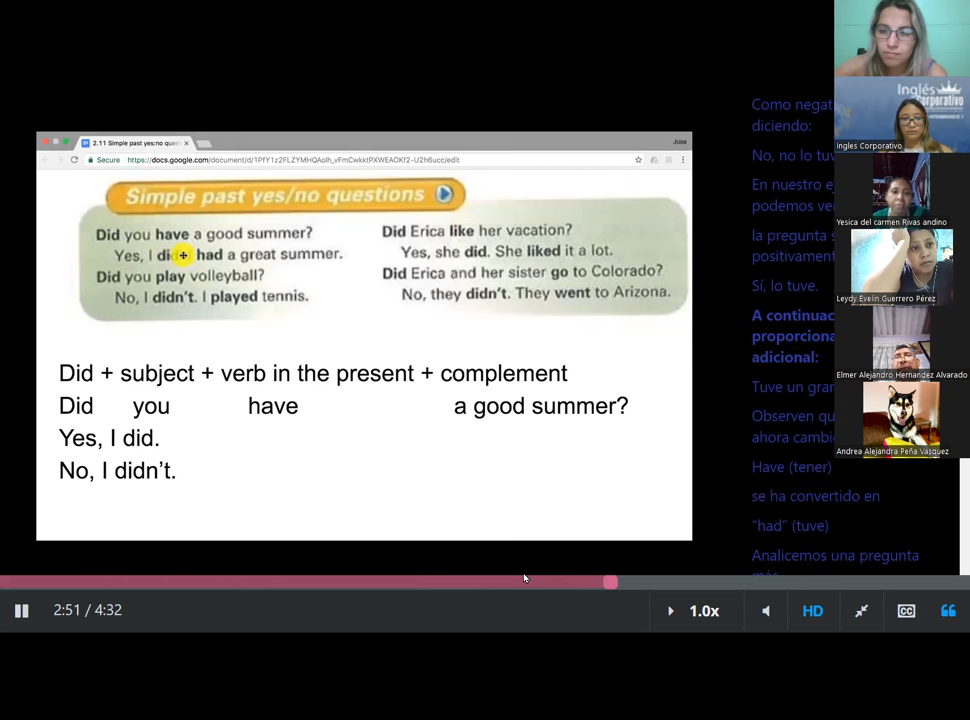 2.11 Simple past yes:no ques
Jose
Secure
https://docs.google.com/document/d/1PfY1z2FLZYMHQAolh_vFmCwkktPXWEAOKf2-U2h6ucc/edit
Simple past yes/no questions
Did you have a good summer?
Yes, I did had a great summer.
Did you play volleyball?
No, I didn't. I played tennis.
Did Erica like her vacation?
Yes, she did. She liked it a lot.
Did Erica and her sister go to Colorado?
No, they didn't. They went to Arizona.
Did + subject + verb in the present + complement
Did you have a good summer?
Yes, I did.
No, I didn't.
Como negat
diciendo:
No, no lo tuv
En nuestro ej
podemos ver
la pregunta s
positivament
Sí, lo tuve.
A continuac
proporciona
adicional:
Tuve un gran
Observen qu
ahora cambi
Have (tener)
se ha convertido en
"had" (tuve)
Analicemos una pregunta
Inglés
Corporativo
Ingles Corporativo
Yesica del carmen Rivas andino
Leydy Evelin Guerrero Pérez
Elmer Alejandro Hernandez Alvarado
Andrea Alejandra Peña Vásquez
2:51 / 4:32
1.0x
HD
CC